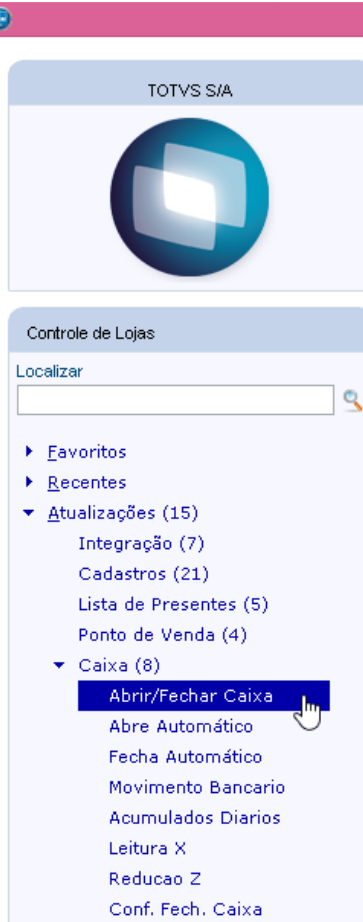 TOTVS S/A
Controle de Lojas
Localizar
Favoritos
Recentes
Atualizações (15)
Integração (7)
Cadastros (21)
Lista de Presentes (5)
Ponto de Venda (4)
Caixa (8)
Abrir/Fechar Caixa
Abre Automático
Fecha Automático
Movimento Bancario
Acumulados Diarios
Leitura X
Reducao Z
Conf. Fech. Caixa